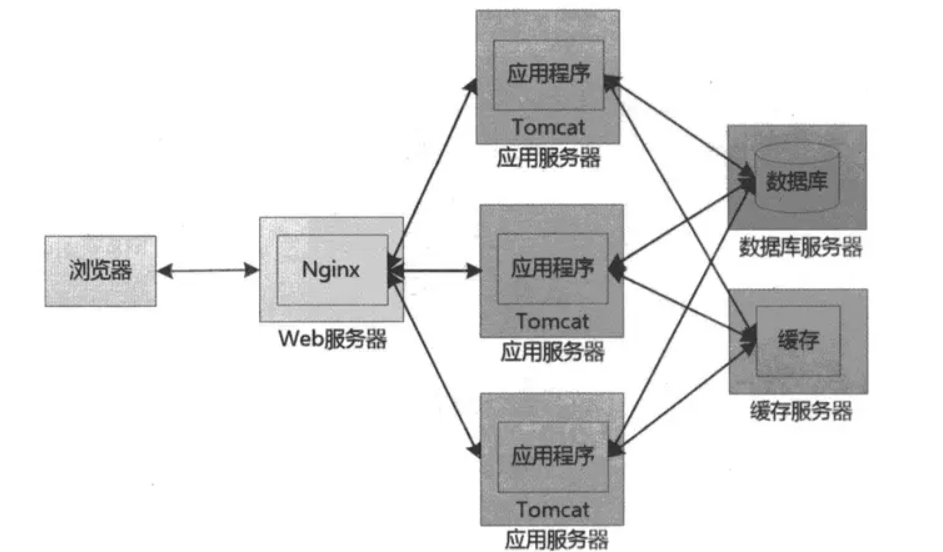 浏览器
Nginx
Web服务器
应用程序
Tomcat
应用服务器
应用程序
Tomcat
应用服务器
应用程序
Tomcat
应用服务器
数据库
数据库服务器
缓存
缓存服务器